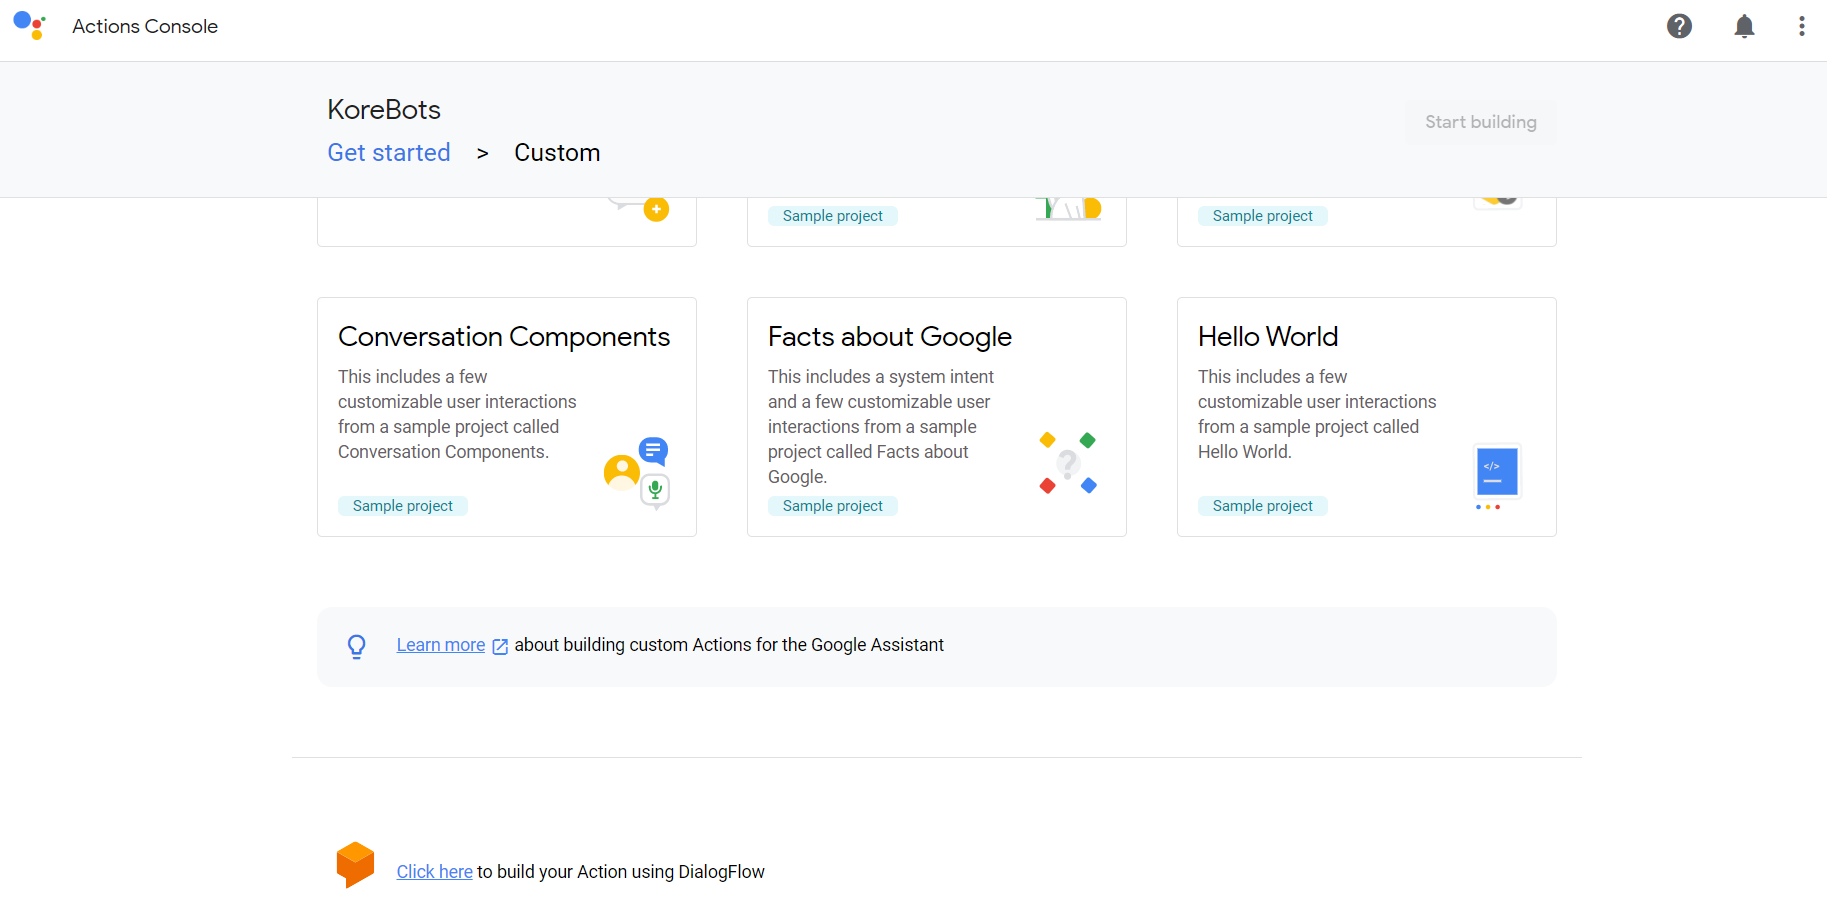 Actions Console
KoreBots
Start building
Get started > Custom
Sample project
Sample project
Conversation Components
This includes a few
customizable user interactions
from a sample project called
Conversation Components.
Sample project
Facts about Google
This includes a system intent
and a few customizable user
interactions from a sample
project called Facts about
Google.
Sample project
Hello World
This includes a few
customizable user interactions
from a sample project called
Hello World.
Sample project
Learn more about building custom Actions for the Google Assistant
Click here to build your Action using DialogFlow